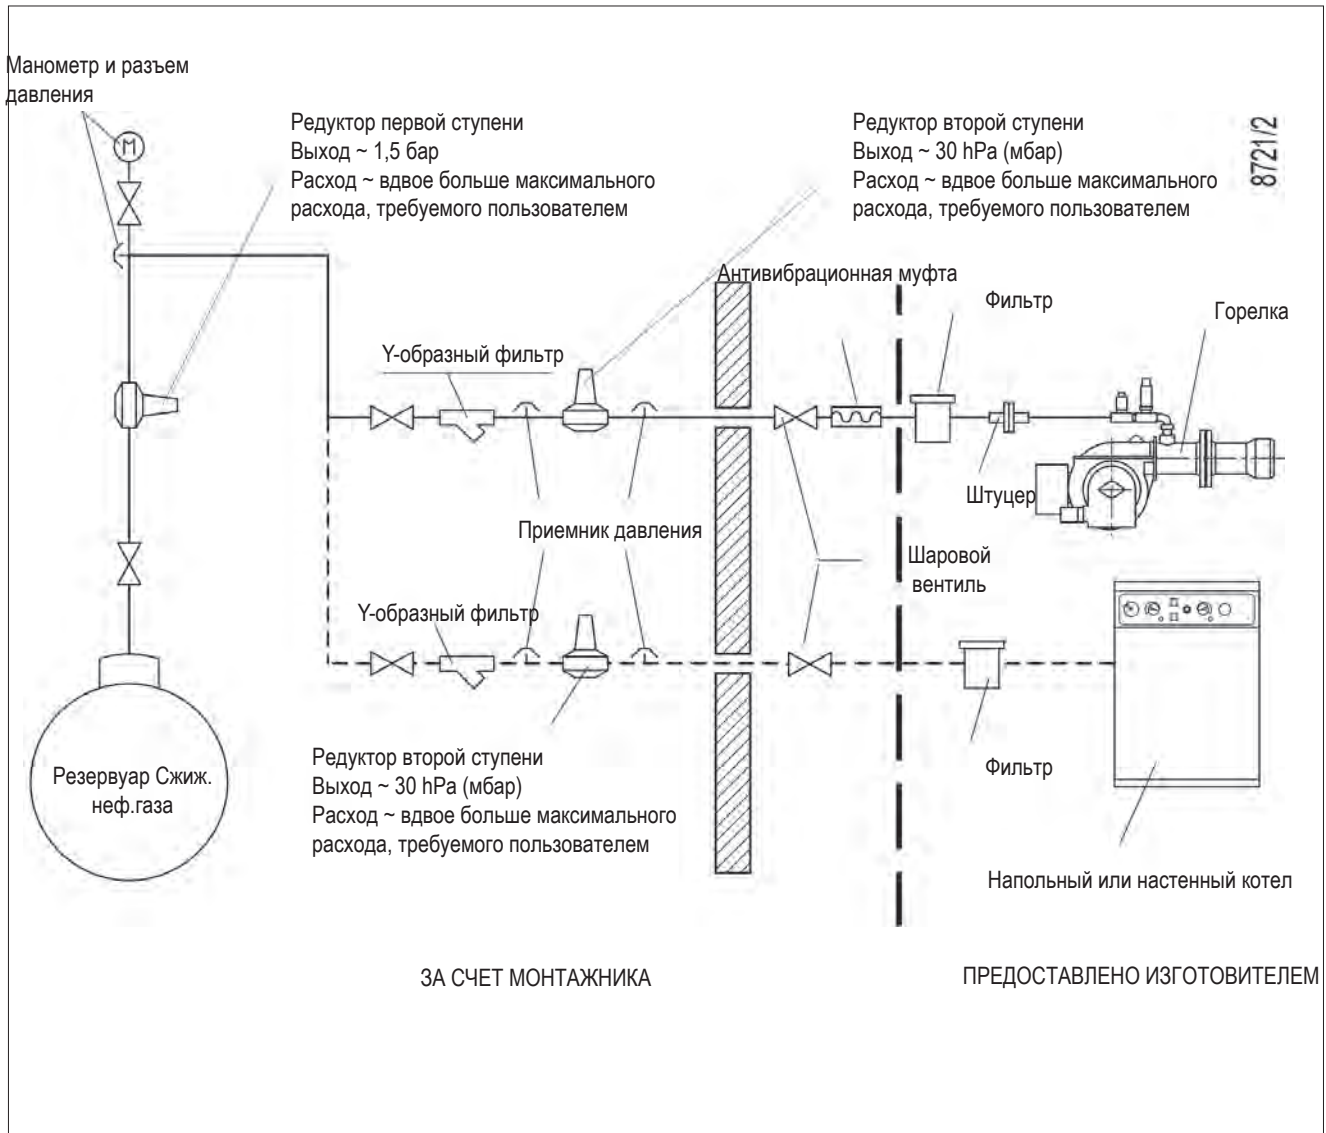 Манометр и разъем
давления
M
Редуктор первой ступени
Выход ~ 1,5 бар
Расход ~ вдвое больше максимального
расхода, требуемого пользователем
Редуктор второй ступени
Выход ~ 30 hPa (мбар)
Расход ~ вдвое больше максимального
расхода, требуемого пользователем
8721/2
Антивибрационная муфта
Фильтр
Горелка
Y-образный фильтр
Штуцер
Приемник давления
Шаровой
вентиль
Y-образный фильтр
Резервуар Сжиж.
неф.газа
Редуктор второй ступени
Выход ~ 30 hPa (мбар)
Расход ~ вдвое больше максимального
расхода, требуемого пользователем
Фильтр
Напольный или настенный котел
ЗА СЧЕТ МОНТАЖНИКА
ПРЕДОСТАВЛЕНО ИЗГОТОВИТЕЛЕМ